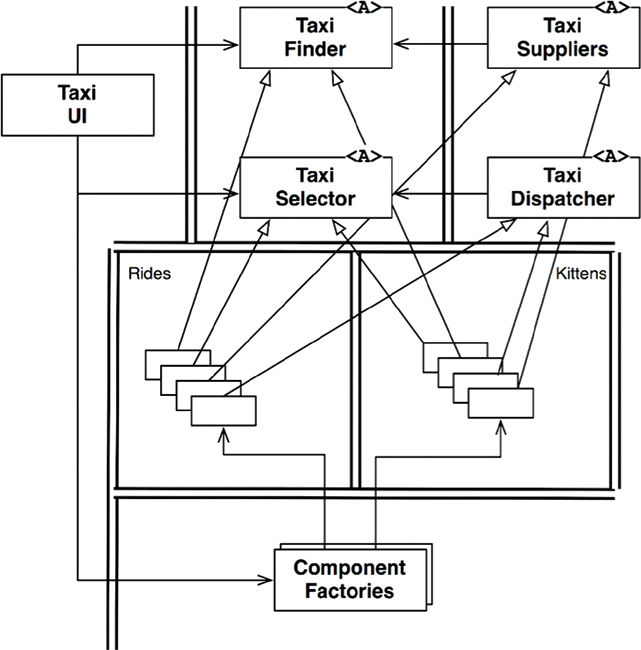 <A>
Taxi
Finder
<A>
Taxi
Suppliers
Taxi
UI
<A>
Taxi
Selector
<A>
Taxi
Dispatcher
Rides
Kittens
Component
Factories